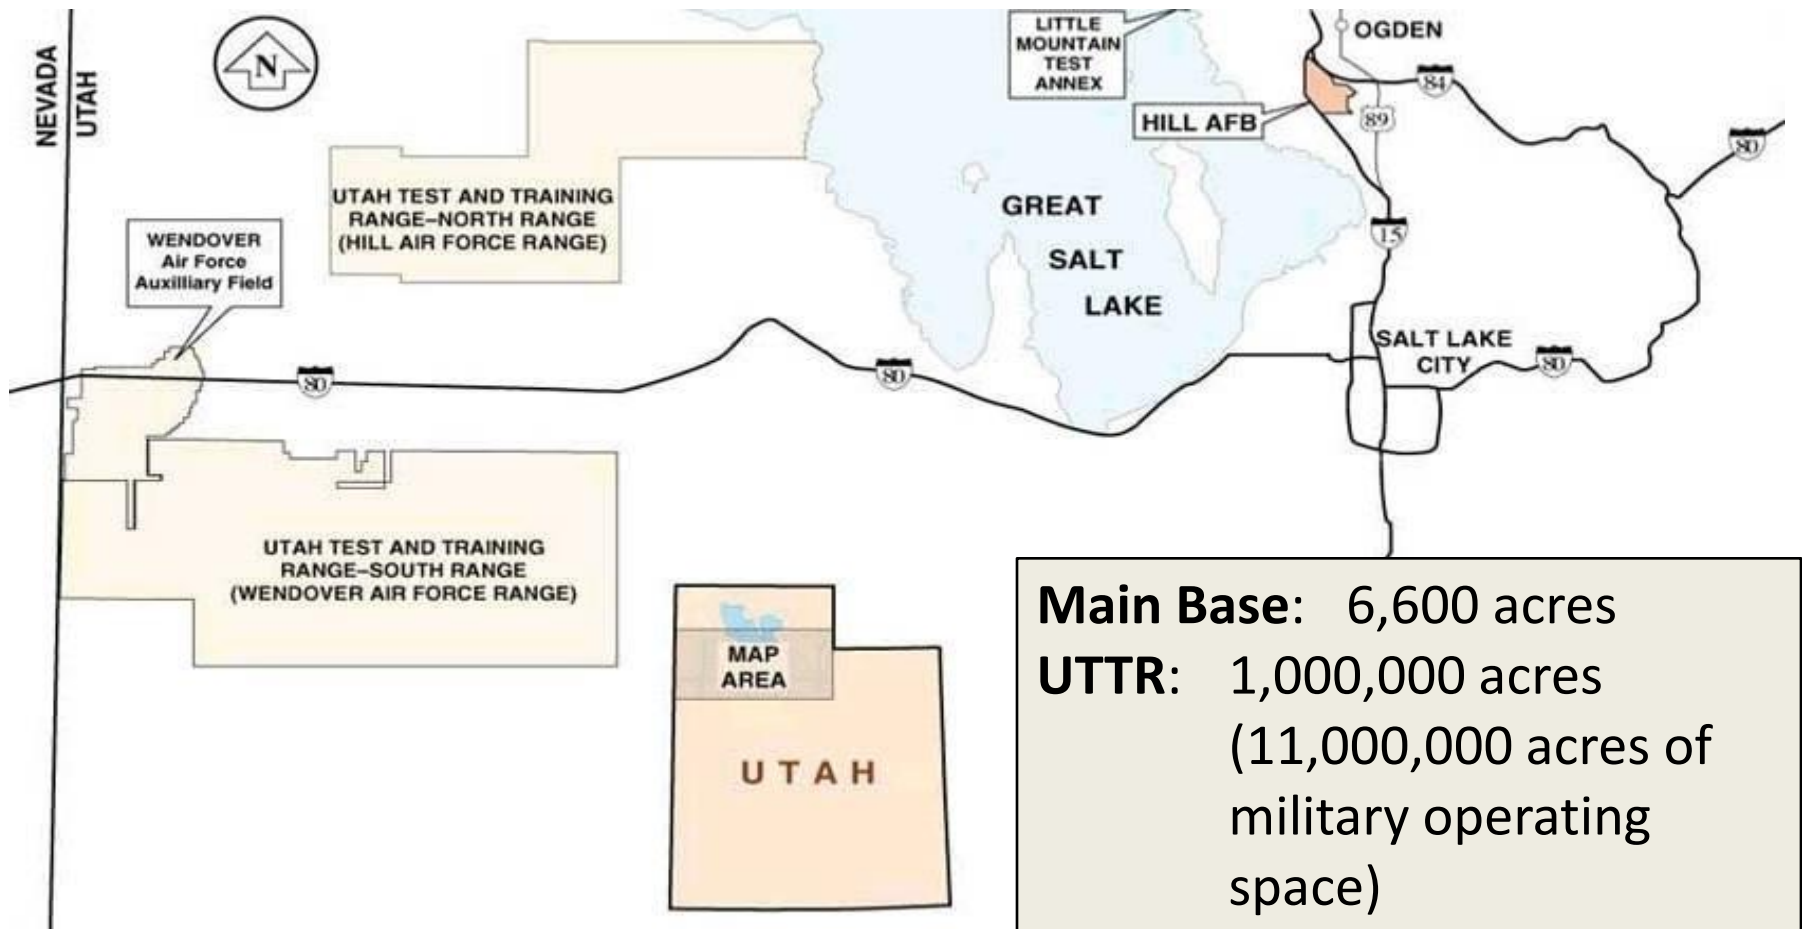 NEVADA
UTAH
N
LITTLE
MOUNTAIN
TEST
ANNEX
OGDEN
84
HILL AFB
89
80
UTAH TEST AND TRAINING
RANGE–NORTH RANGE
(HILL AIR FORCE RANGE)
GREAT
SALT
LAKE
15
WENDOVER
Air Force
Auxilliary Field
SALT LAKE
CITY
80
80
80
UTAH TEST AND TRAINING
RANGE–SOUTH RANGE
(WENDOVER AIR FORCE RANGE)
MAP
AREA
UTAH
Main Base: 6,600 acres
UTTR: 1,000,000 acres
(11,000,000 acres of
military operating
space)